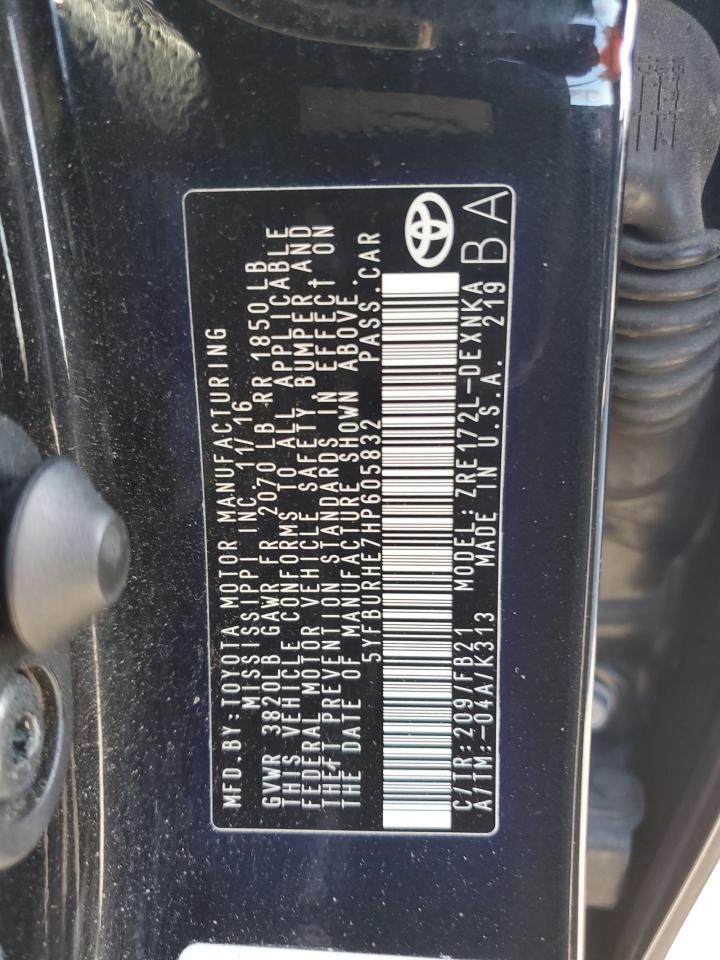 MFD.BY:TOYOTA MOTOR MANUFACTURING
MISSISSIPPI INC. 11/16
GVWR 3820LB GAWR FR 2070 LB RR 1850 LB
THIS VEHICLE CONFORMS TO ALL APPLICABLE
FEDERAL MOTOR VEHICLE SAFETY, BUMPER AND
THEFT PREVENTION STANDARDS IN EFFECT ON
THE DATE OF MANUFACTURE SHOWN ABOVE.
5YFBURHE7HP605832 PASS.CAR
C/TR:209/FB21 MODEL:ZRE172L-DEXNKA
A/TM:-04A/K313 MADE IN U.S.A. 219
BA